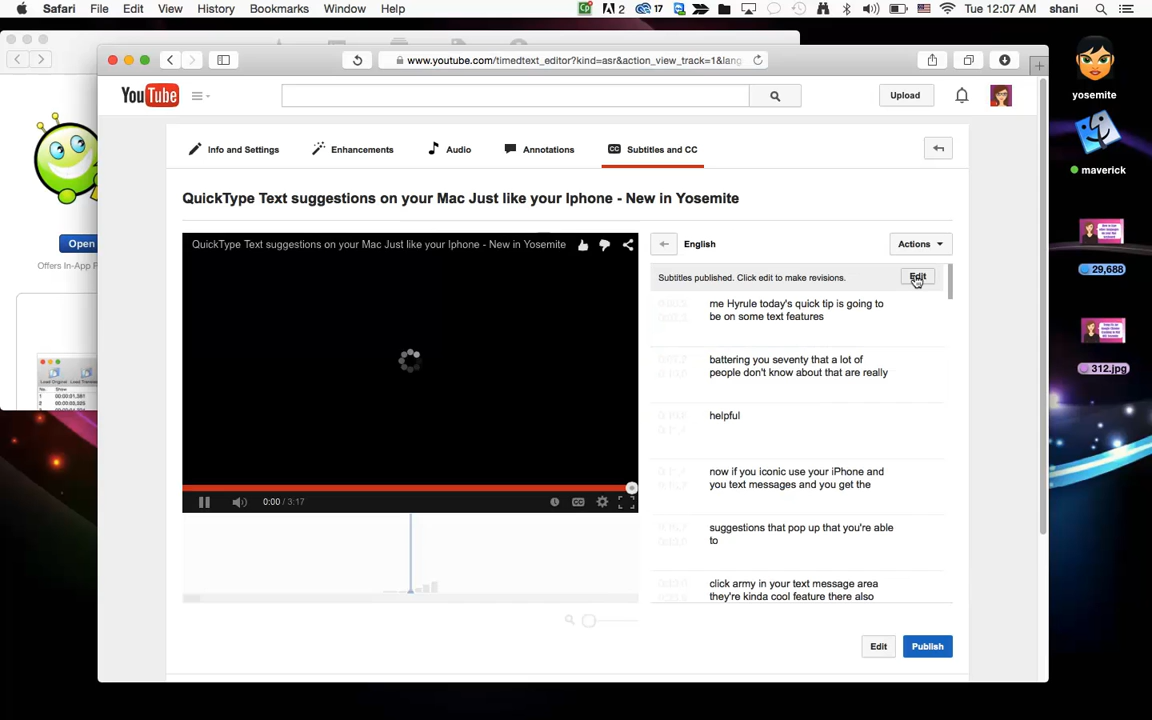 Safari File Edit View History Bookmarks Window Help
2 17 Tue 12:07 AM shani
www.youtube.com/timedtext_editor?kind=asr&action_view_track=1&lang
YouTube
Upload
yosemite
Info and Settings
Enhancements
Audio
Annotations
Subtitles and CC
maverick
QuickType Text suggestions on your Mac Just like your Iphone - New in Yosemite
QuickType Text suggestions on your Mac Just like your Iphone - New in Yosemite
English
Actions
Open
Offers In-App P
Subtitles published. Click edit to make revisions.
Edit
29,688
me Hyrule today's quick tip is going to
be on some text features
battering you seventy that a lot of
people don't know about that are really
312.jpg
helpful
now if you iconic use your iPhone and
you text messages and you get the
suggestions that pop up that you're able
to
click army in your text message area
they're kinda cool feature there also
Load Original
0:00 / 3:17
Edit
Publish